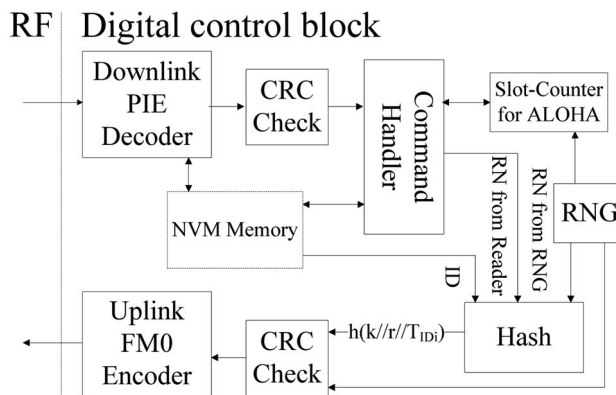 RF
Digital control block
Downlink
PIE
Decoder
CRC
Check
Command
Handler
Slot-Counter
for ALOHA
NVM Memory
RN from Reader
RN from RNG
RNG
ID
Uplink
FM0
Encoder
CRC
Check
h(k//r//T_IDi)
Hash